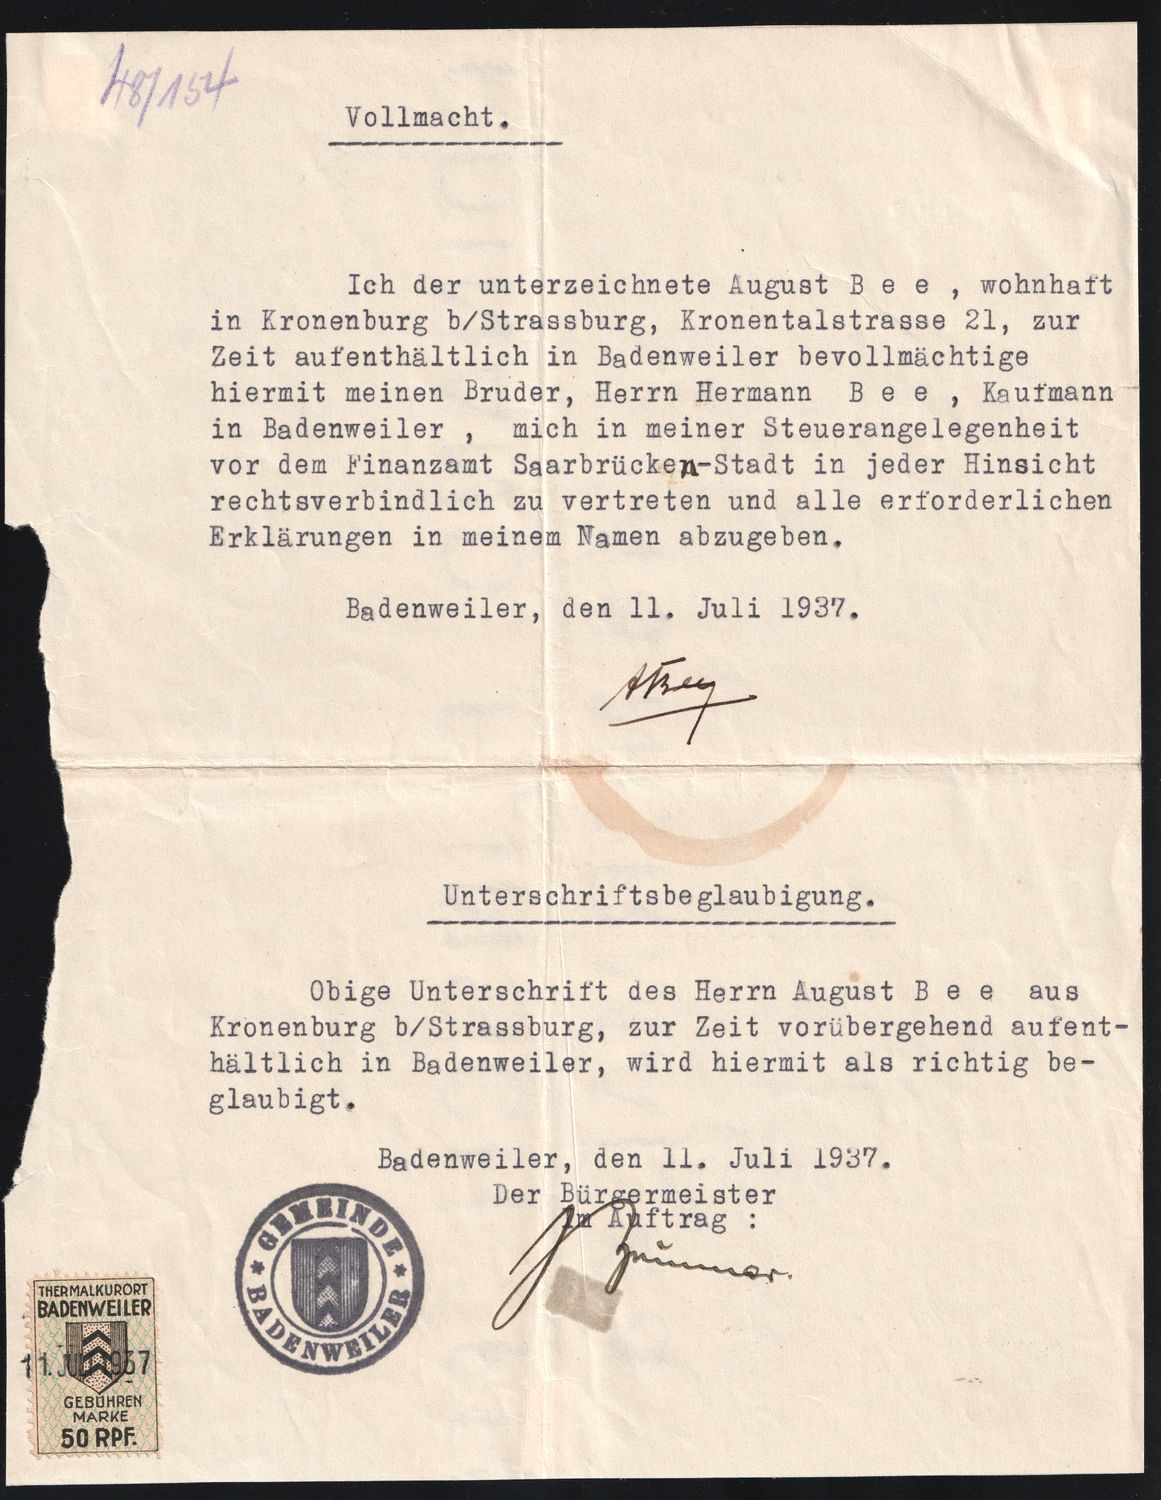 48/154
Vollmacht.
Ich der unterzeichnete August B e e , wohnhaft
in Kronenburg b/Strassburg, Kronentalstrasse 21, zur
Zeit aufenthältlich in Badenweiler bevollmächtige
hiermit meinen Bruder, Herrn Hermann B e e , Kaufmann
in Badenweiler , mich in meiner Steuerangelegenheit
vor dem Finanzamt Saarbrücken-Stadt in jeder Hinsicht
rechtsverbindlich zu vertreten und alle erforderlichen
Erklärungen in meinem Namen abzugeben.
Badenweiler, den 11. Juli 1937.
ABee
Unterschriftsbeglaubigung.
Obige Unterschrift des Herrn August B e e aus
Kronenburg b/Strassburg, zur Zeit vorübergehend aufent-
hältlich in Badenweiler, wird hiermit als richtig be-
glaubigt.
Badenweiler, den 11. Juli 1937.
Der Bürgermeister
Im Auftrag :
GEMEINDE
* BADENWEILER *
THERMALKURORT
BADENWEILER
11. JUL 1937
GEBÜHREN
MARKE
50 RPF.